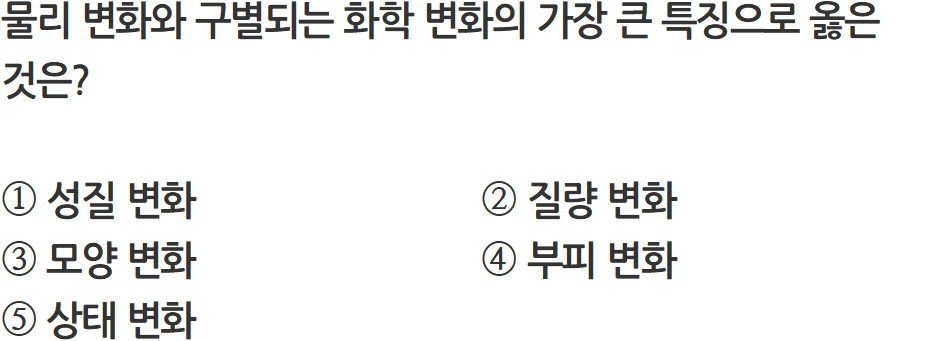 물리 변화와 구별되는 화학 변화의 가장 큰 특징으로 옳은
것은?
① 성질 변화 ② 질량 변화
③ 모양 변화 ④ 부피 변화
⑤ 상태 변화